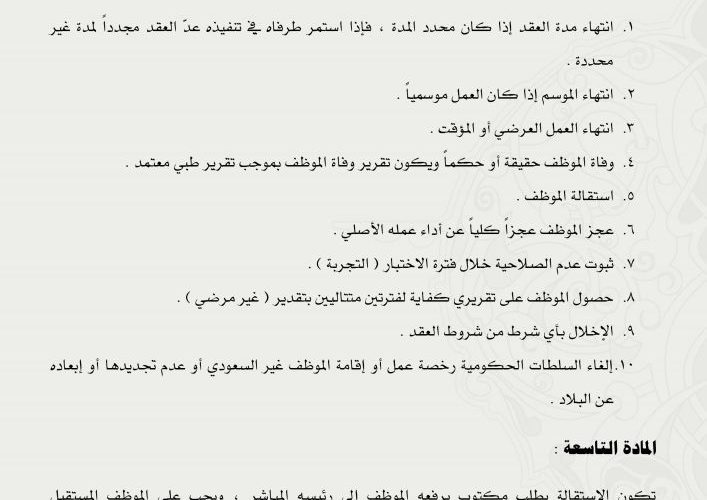 ١. انتهاء مدة العقد إذا كان محدد المدة ، فإذا استمر طرفاه في تنفيذه عدّ العقد مجدداً لمدة غير
محددة .
٢. انتهاء الموسم إذا كان العمل موسمياً .
٣. انتهاء العمل العرضي أو المؤقت .
٤. وفاة الموظف حقيقة أو حكماً ويكون تقرير وفاة الموظف بموجب تقرير طبي معتمد .
٥. استقالة الموظف .
٦. عجز الموظف عجزاً كلياً عن أداء عمله الأصلي .
٧. ثبوت عدم الصلاحية خلال فترة الاختبار ( التجربة ) .
٨. حصول الموظف على تقريري كفاية لفترتين متتاليين بتقدير ( غير مرضي ) .
٩. الإخلال بأي شرط من شروط العقد .
١٠.إلغاء السلطات الحكومية رخصة عمل أو إقامة الموظف غير السعودي أو عدم تجديدها أو إبعاده
عن البلاد .
المادة التاسعة :
تكون الاستقالة بطلب مكتوب يرفعه الموظف إلى رئيسه المباشر ، ويجب على الموظف المستقيل